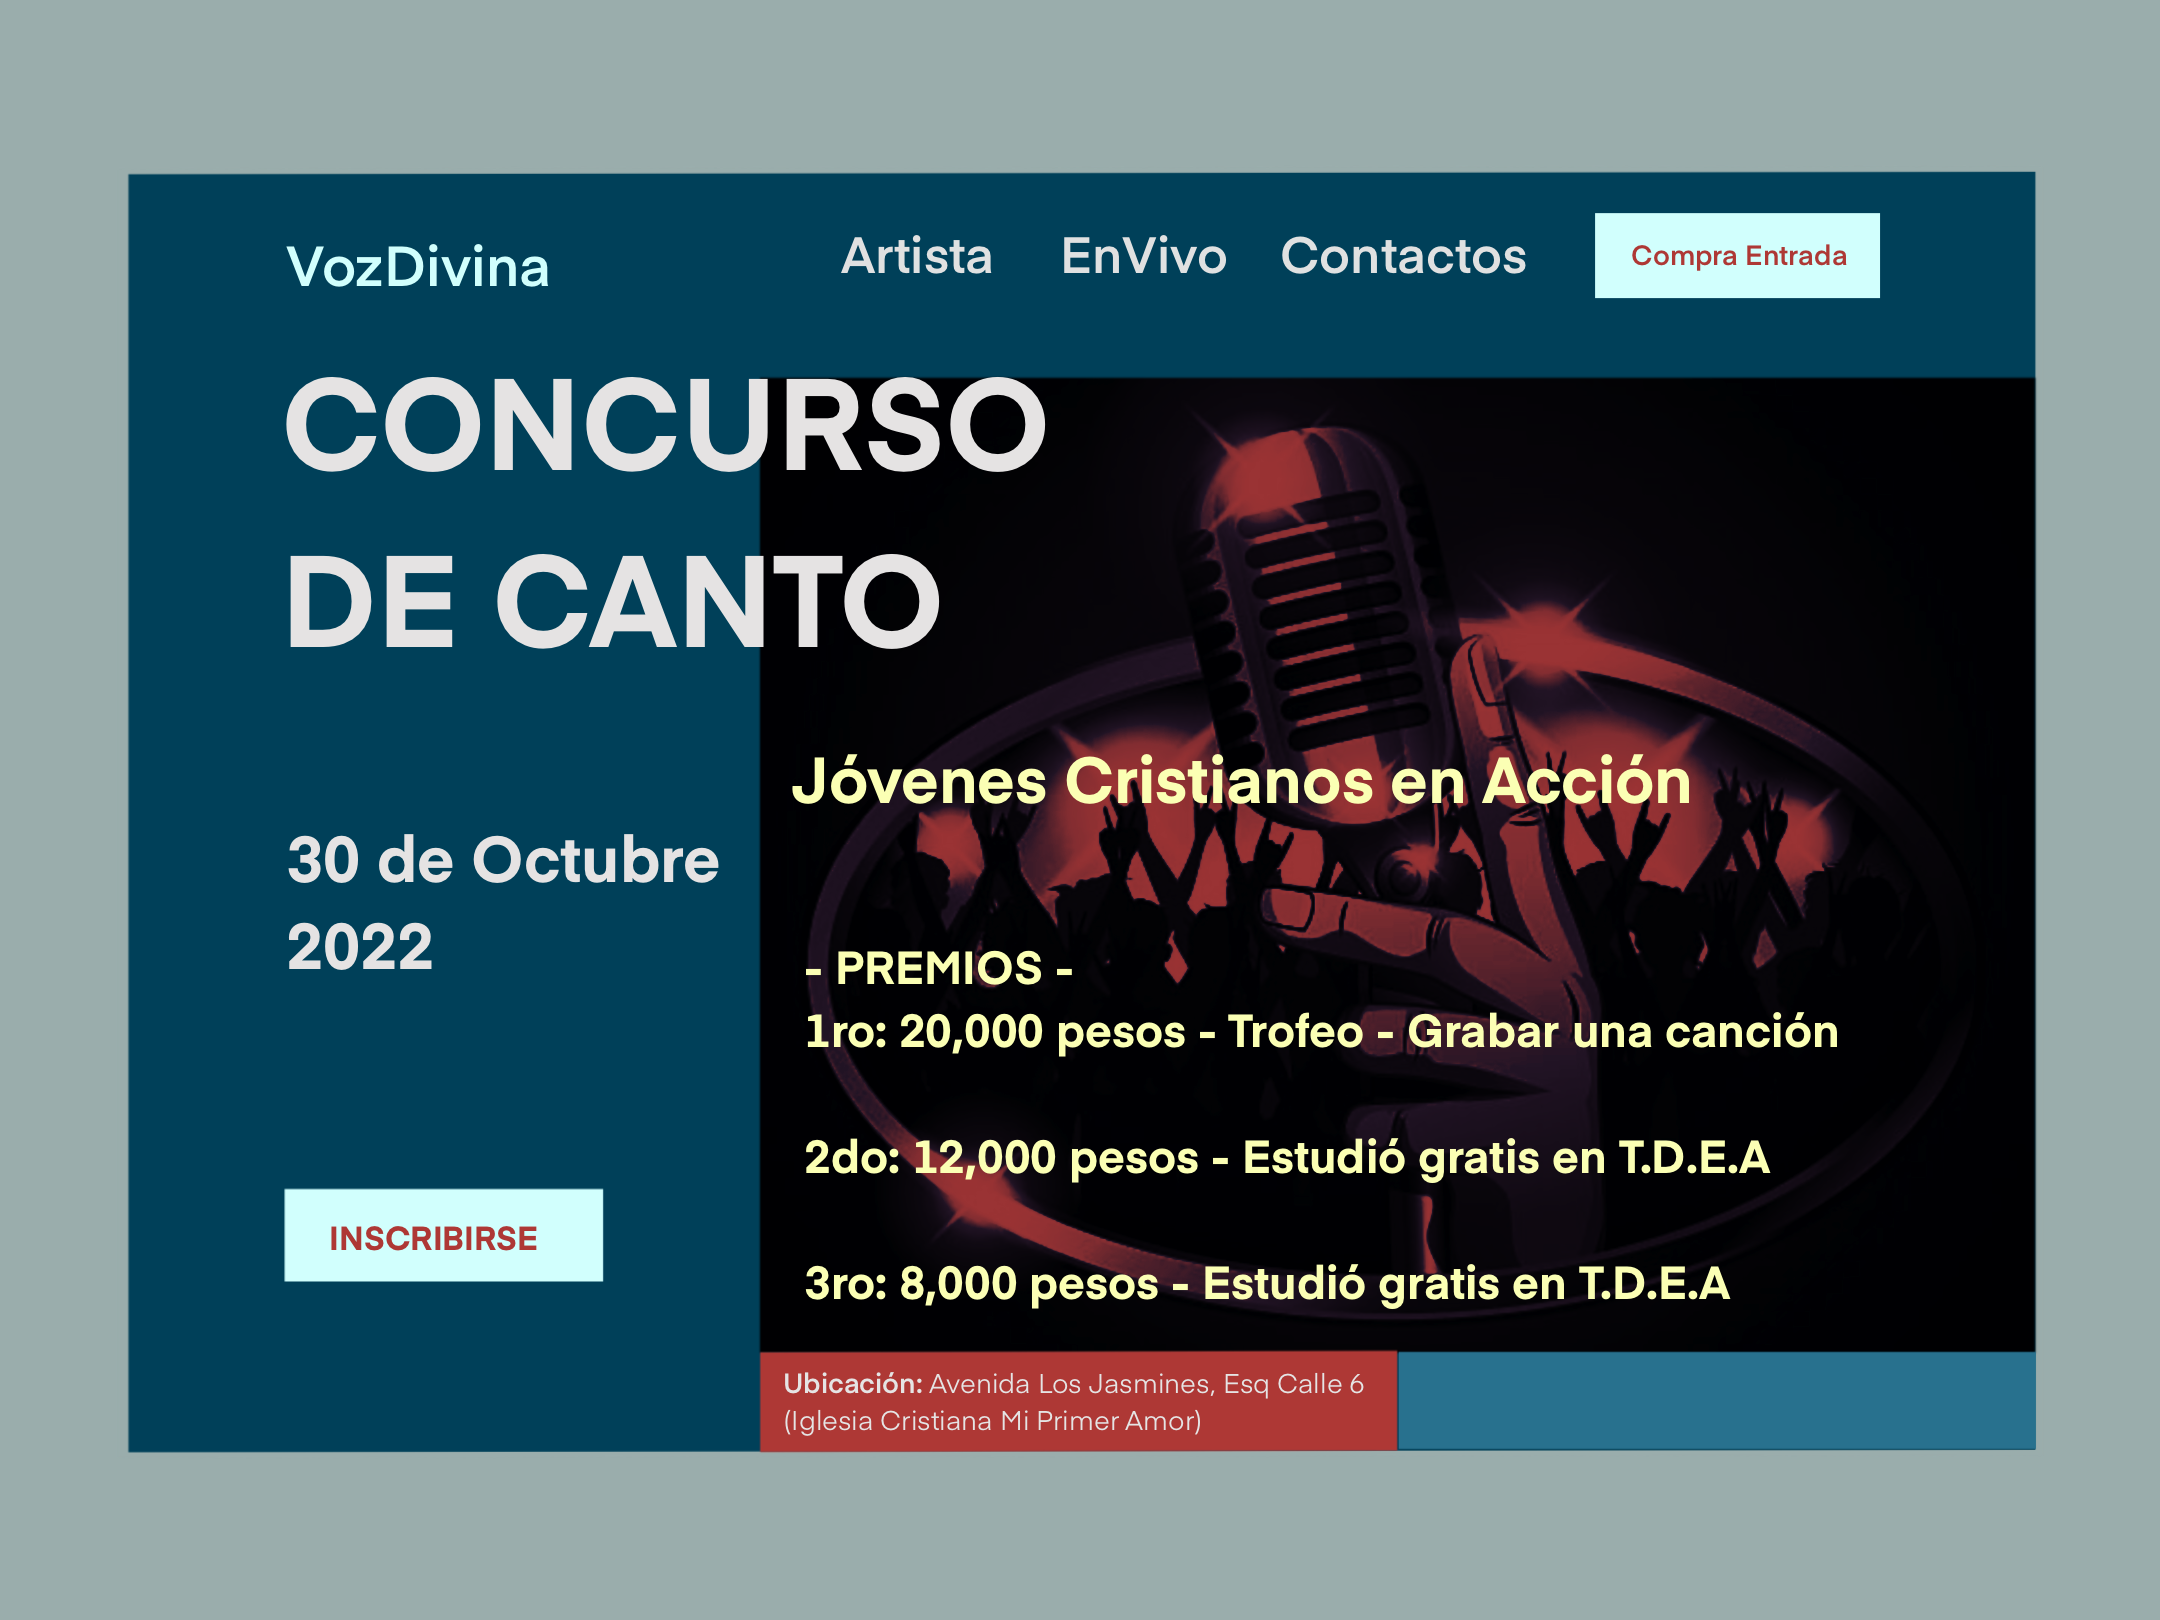 VozDivina
Artista
EnVivo
Contactos
Compra Entrada
CONCURSO
DE CANTO
Jóvenes Cristianos en Acción
30 de Octubre
2022
- PREMIOS -
1ro: 20,000 pesos - Trofeo - Grabar una canción
2do: 12,000 pesos - Estudió gratis en T.D.E.A
3ro: 8,000 pesos - Estudió gratis en T.D.E.A
INSCRIBIRSE
Ubicación: Avenida Los Jasmines, Esq Calle 6
(Iglesia Cristiana Mi Primer Amor)